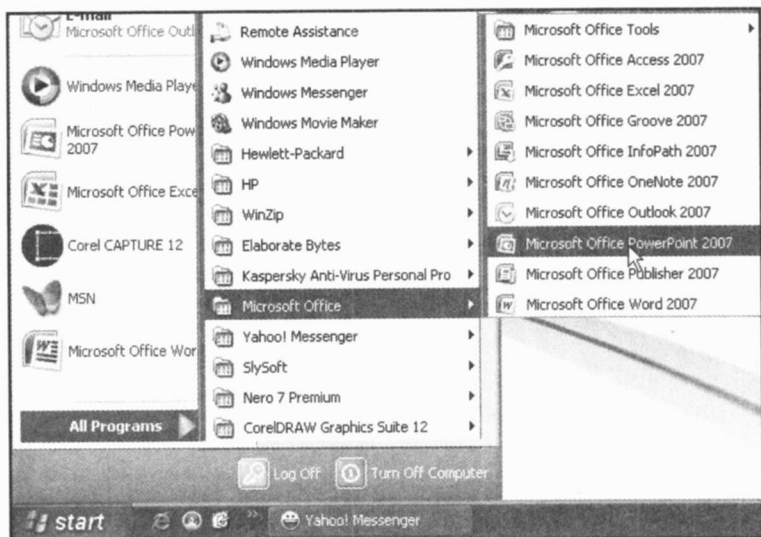 E-mail
Microsoft Office Outl
Windows Media Playe
Microsoft Office Pow
2007
Microsoft Office Exce
Corel CAPTURE 12
MSN
Microsoft Office Wor
All Programs
Remote Assistance
Windows Media Player
Windows Messenger
Windows Movie Maker
Hewlett-Packard
HP
WinZip
Elaborate Bytes
Kaspersky Anti-Virus Personal Pro
Microsoft Office
Yahoo! Messenger
SlySoft
Nero 7 Premium
CorelDRAW Graphics Suite 12
Microsoft Office Tools
Microsoft Office Access 2007
Microsoft Office Excel 2007
Microsoft Office Groove 2007
Microsoft Office InfoPath 2007
Microsoft Office OneNote 2007
Microsoft Office Outlook 2007
Microsoft Office PowerPoint 2007
Microsoft Office Publisher 2007
Microsoft Office Word 2007
Log Off
Turn Off Computer
start
Yahoo! Messenger